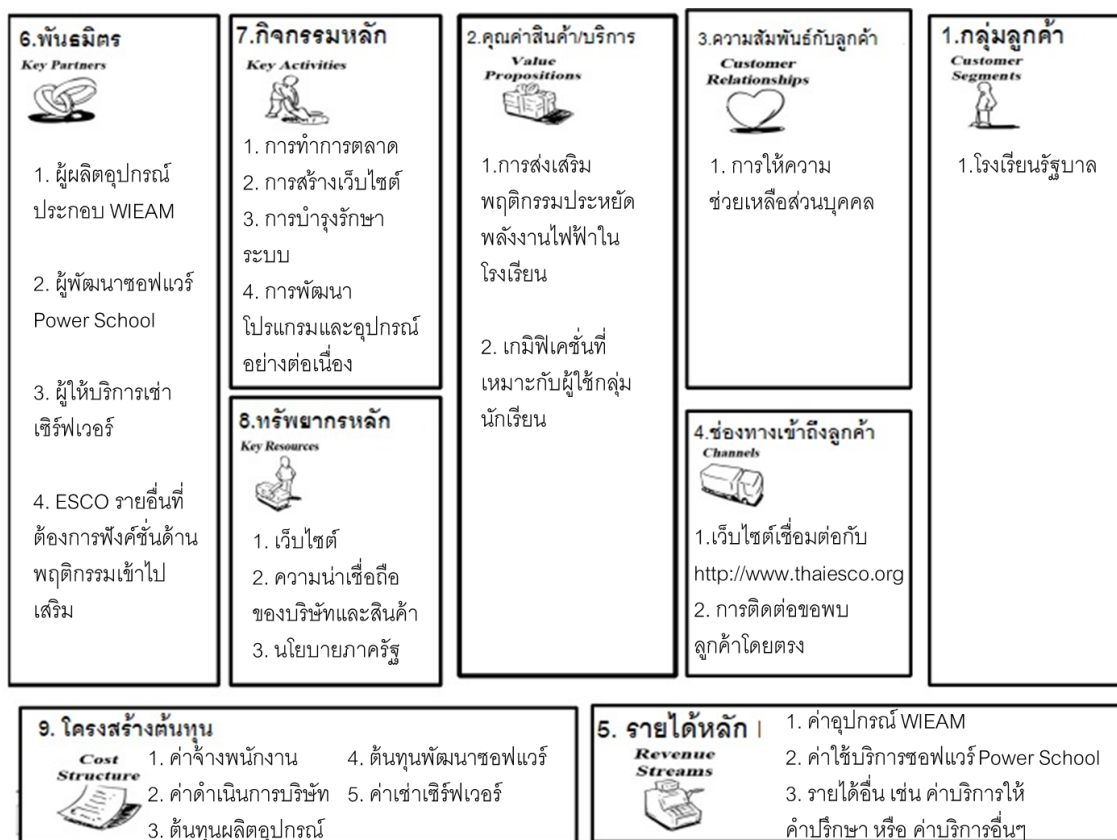 6.พันธมิตร
Key Partners
1. ผู้ผลิตอุปกรณ์
ประกอบ WIEAM
2. ผู้พัฒนาซอฟแวร์
Power School
3. ผู้ให้บริการเช่า
เซิร์ฟเวอร์
4. ESCO รายอื่นที่
ต้องการฟังค์ชั่นด้าน
พฤติกรรมเข้าไป
เสริม
7.กิจกรรมหลัก
Key Activities
1. การทำการตลาด
2. การสร้างเว็บไซต์
3. การบำรุงรักษา
ระบบ
4. การพัฒนา
โปรแกรมและอุปกรณ์
อย่างต่อเนื่อง
8.ทรัพยากรหลัก
Key Resources
1. เว็บไซต์
2. ความน่าเชื่อถือ
ของบริษัทและสินค้า
3. นโยบายภาครัฐ
2.คุณค่าสินค้า/บริการ
Value
Propositions
1.การส่งเสริม
พฤติกรรมประหยัด
พลังงานไฟฟ้าใน
โรงเรียน
2. เกมิฟิเคชั่นที่
เหมาะกับผู้ใช้กลุ่ม
นักเรียน
3.ความสัมพันธ์กับลูกค้า
Customer
Relationships
1. การให้ความ
ช่วยเหลือส่วนบุคคล
4.ช่องทางเข้าถึงลูกค้า
Channels
1.เว็บไซต์เชื่อมต่อกับ
http://www.thaiesco.org
2. การติดต่อขอพบ
ลูกค้าโดยตรง
1.กลุ่มลูกค้า
Customer
Segments
1.โรงเรียนรัฐบาล
9. โครงสร้างต้นทุน
Cost
Structure
1. ค่าจ้างพนักงาน
2. ค่าดำเนินการบริษัท
3. ต้นทุนผลิตอุปกรณ์
4. ต้นทุนพัฒนาซอฟแวร์
5. ค่าเช่าเซิร์ฟเวอร์
5. รายได้หลัก
Revenue
Streams
1. ค่าอุปกรณ์ WIEAM
2. ค่าใช้บริการซอฟแวร์ Power School
3. รายได้อื่น เช่น ค่าบริการให้
คำปรึกษา หรือ ค่าบริการอื่นๆ